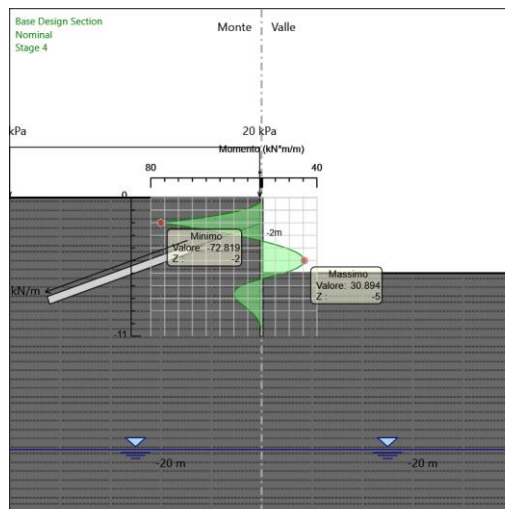 Base Design Section
Nominal
Stage 4
Monte
Valle
kPa
20 kPa
Momento (kN*m/m)
80
40
0
-2m
Minimo
Valore: -72.819
Z : -2
Massimo
Valore: 30.894
Z : -5
kN/m
-11
-20 m
-20 m